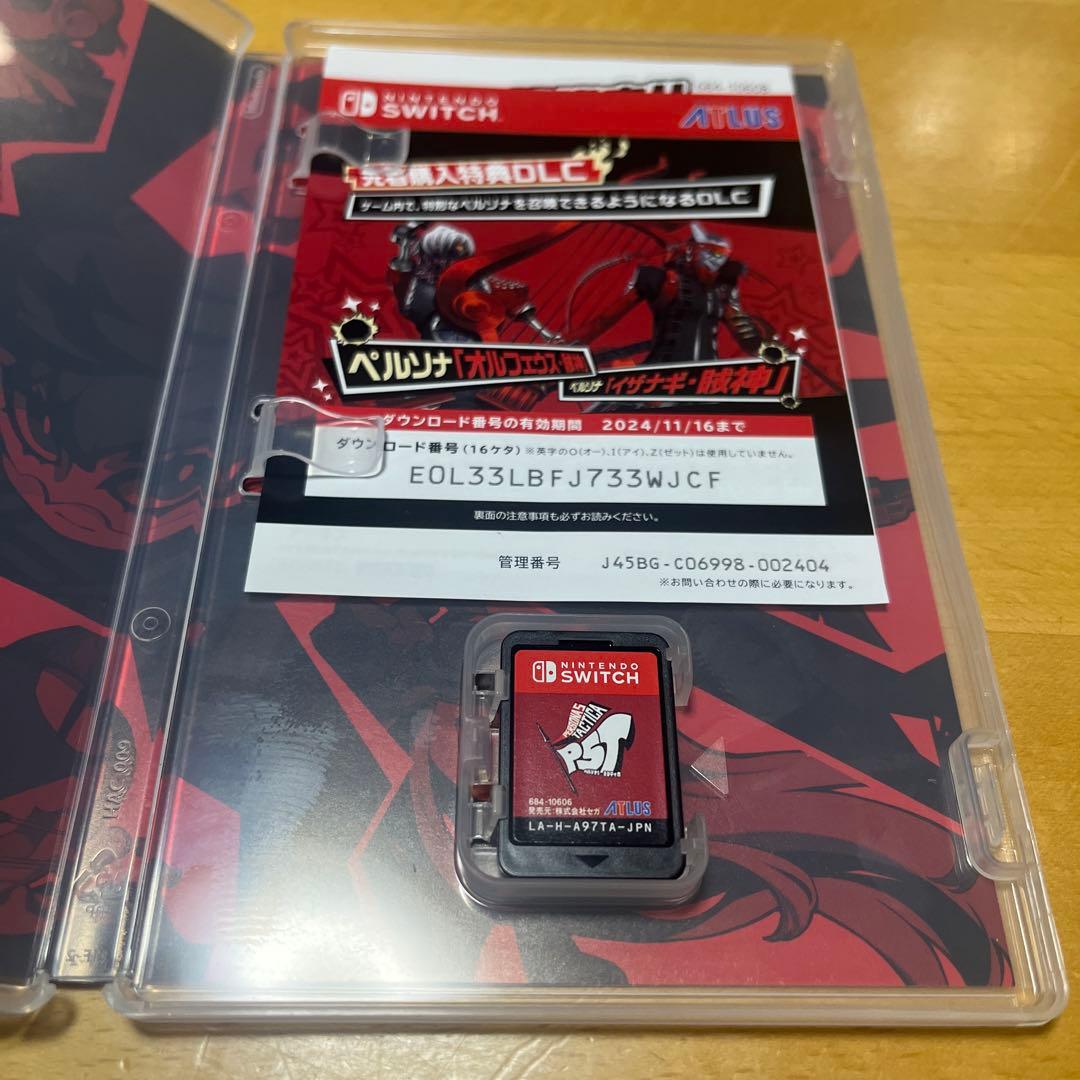 NINTENDO
SWITCH
ATLUS
先着購入特典DLC
ゲーム内で、特別なペルソナを召喚できるようになるDLC
ペルソナ「オルフェウス・賊神」
ペルソナ「イザナギ・賊神」
ダウンロード番号の有効期間 2024/11/16まで
ダウンロード番号(16ケタ) ※英字のO(オー)、I(アイ)、Z(ゼット)は使用していません。
E0L33LBFJ733WJCF
裏面の注意事項も必ずお読みください。
管理番号 J45BG-C06998-002404
※お問い合わせの際に必要になります。
NINTENDO
SWITCH
PERSONA5
TACTICA
P5T
684-10606
発売元:株式会社セガ ATLUS
LA-H-A97TA-JPN
HAC-009